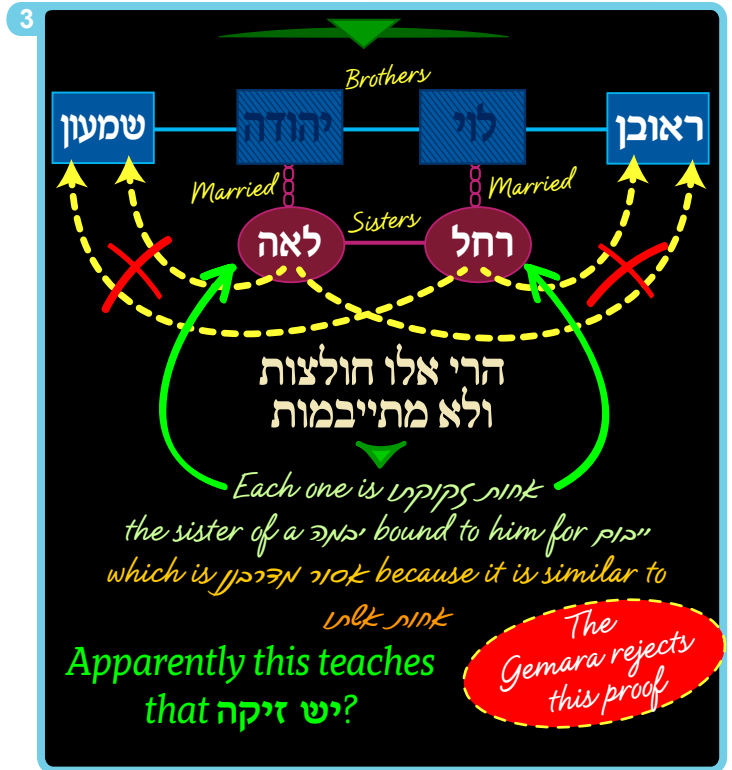 3
Brothers
שמעון
יהודה
לוי
ראובן
Married
Married
Sisters
לאה
רחל
הרי אלו חולצות
ולא מתייבמות
Each one is אחות זקוקתו
the sister of a יבמה bound to him for ייבום
which is אסור מדרבנן because it is similar to
אחות אשתו
Apparently this teaches
that יש זיקה?
The
Gemara rejects
this proof